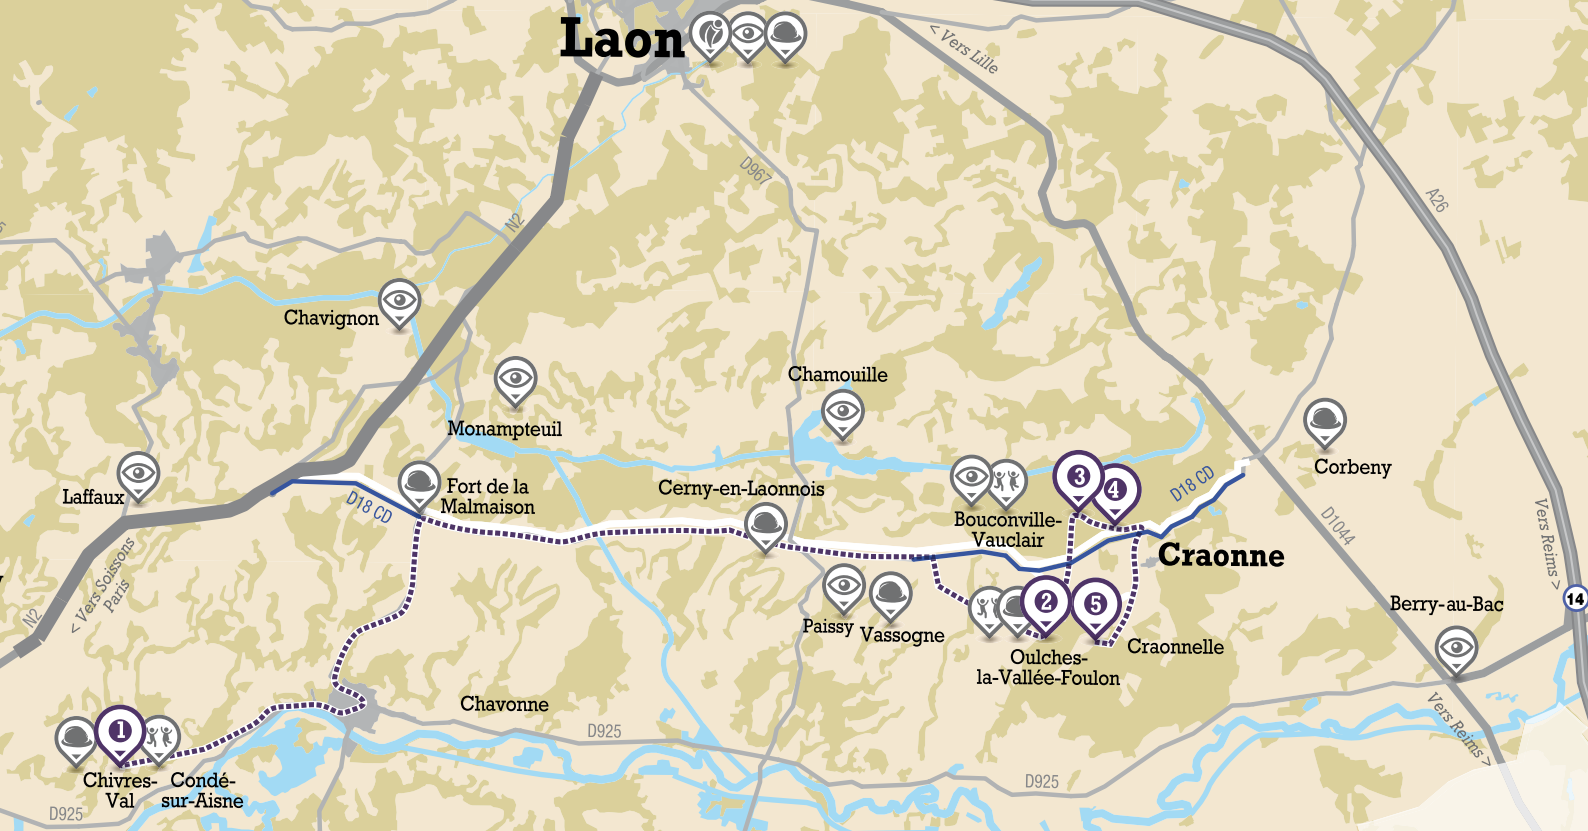 Laon
< Vers Lille
D967
A26
N2
Chavignon
Chamouille
Monampteuil
Corbeny
Laffaux
Fort de la
Malmaison
D18 CD
Cerny-en-Laonnois
3
4
D18 CD
Bouconville-
Vauclair
D1044
Craonne
Vers Reims >
14
< Vers Soissons
Paris
N2
Paissy
Vassogne
2
5
Berry-au-Bac
Craonnelle
Oulches-
la-Vallée-Foulon
Chavonne
D925
1
Chivres-
Val
Condé-
sur-Aisne
D925
D925
Vers Reims >